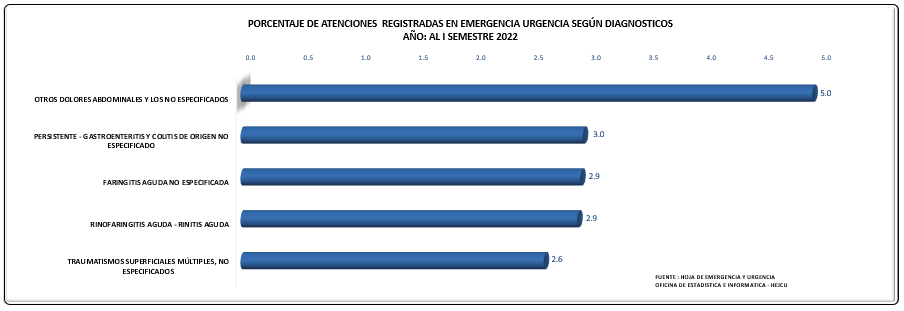 PORCENTAJE DE ATENCIONES REGISTRADAS EN EMERGENCIA URGENCIA SEGÚN DIAGNOSTICOS
AÑO: AL I SEMESTRE 2022
0.0 0.5 1.0 1.5 2.0 2.5 3.0 3.5 4.0 4.5 5.0
OTROS DOLORES ABDOMINALES Y LOS NO ESPECIFICADOS
5.0
PERSISTENTE - GASTROENTERITIS Y COLITIS DE ORIGEN NO
ESPECIFICADO
3.0
FARINGITIS AGUDA NO ESPECIFICADA
2.9
RINOFARINGITIS AGUDA - RINITIS AGUDA
2.9
TRAUMATISMOS SUPERFICIALES MÚLTIPLES, NO
ESPECIFICADOS
2.6
FUENTE : HOJA DE EMERGENCIA Y URGENCIA
OFICINA DE ESTADISTICA E INFORMATICA - HEJCU